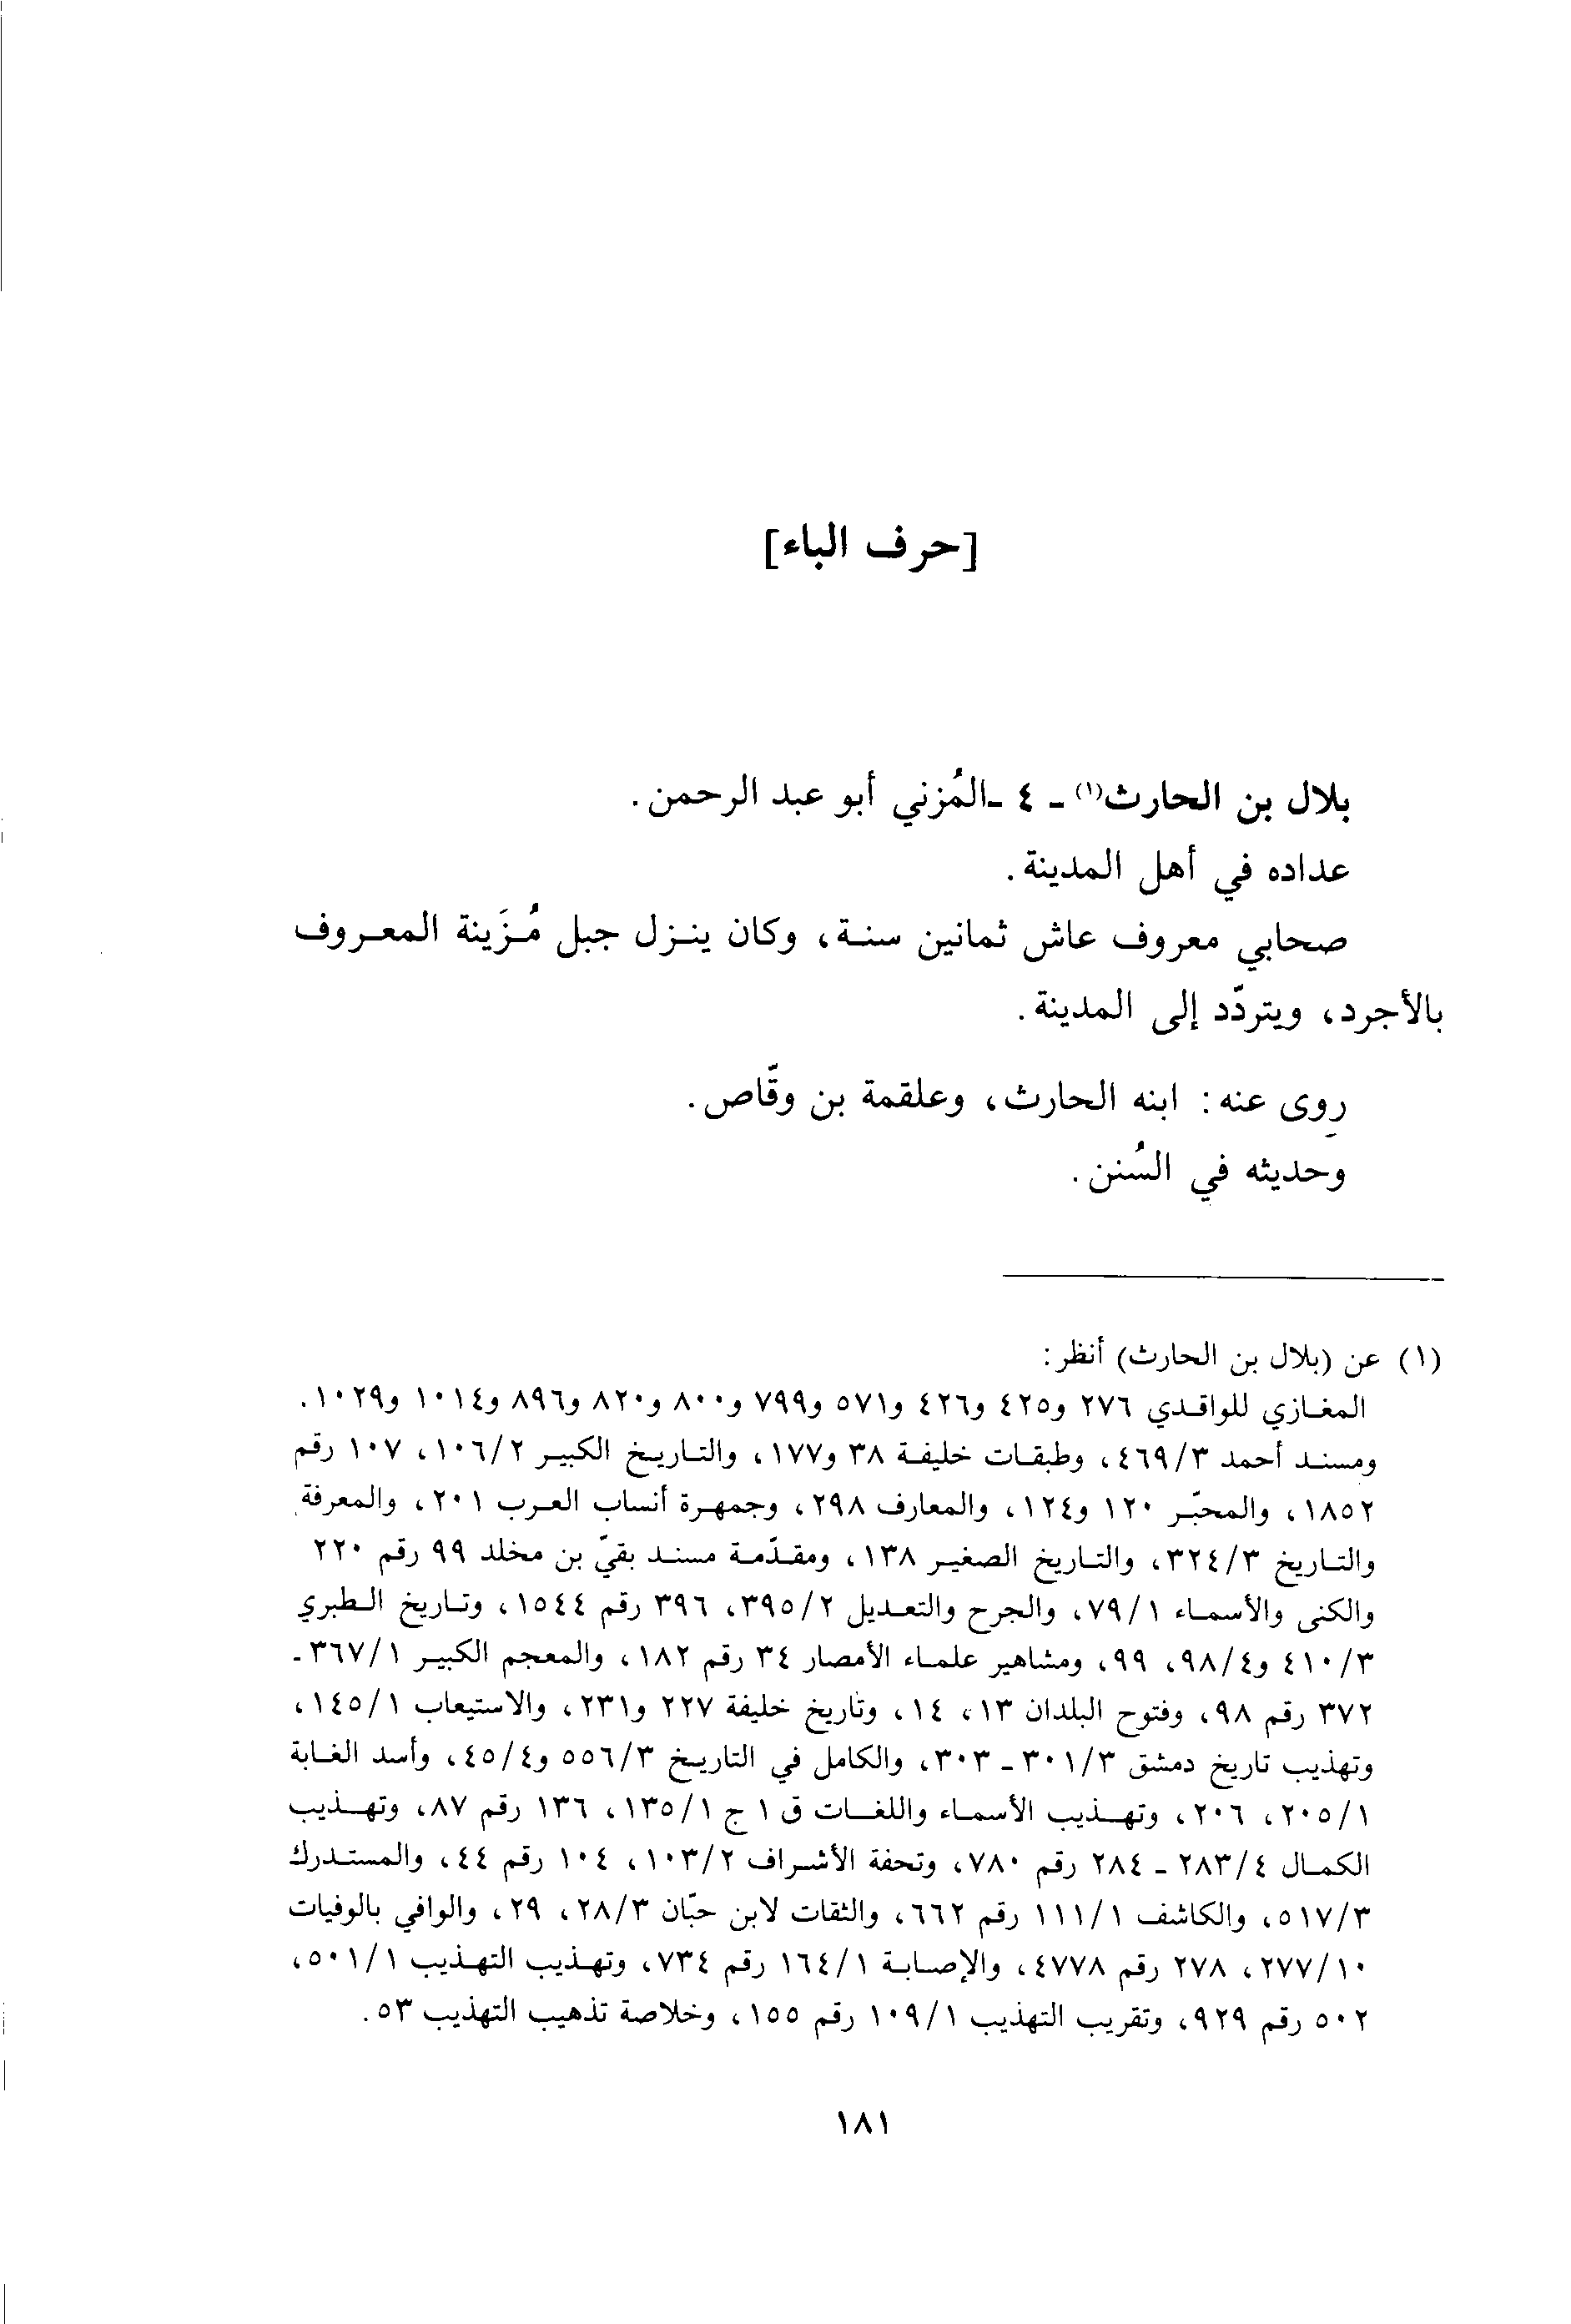 [حرف الباء]
بلال بن الحارث(١) - ٤ - المُزني أبو عبد الرحمن.
عداده في أهل المدينة.
صحابي معروف عاش ثمانين سنة، وكان ينزل جبل مُزَينة المعروف
بالأجرد، ويتردّد إلى المدينة.
روى عنه: ابنه الحارث، وعلقمة بن وقّاص.
وحديثه في السُنن.
(١) عن (بلال بن الحارث) أنظر:
المغازي للواقدي ٢٧٦ و٤٢٥ و٤٢٦ و٥٧١ و٧٩٩ و٨٠٠ و٨٢٠ و٨٩٦ و١٠١٤ و١٠٢٩.
ومسند أحمد ٤٦٩/٣، وطبقات خليفة ٣٨ و١٧٧، والتاريخ الكبير ١٠٦/٢، ١٠٧ رقم
١٨٥٢، والمحبّر ١٢٠ و١٢٤، والمعارف ٢٩٨، وجمهرة أنساب العرب ٢٠١، والمعرفة
والتاريخ ٣٢٤/٣، والتاريخ الصغير ١٣٨، ومقدّمة مسند بقيّ بن مخلد ٩٩ رقم ٢٢٠
والكنى والأسماء ٧٩/١، والجرح والتعديل ٣٩٥/٢، ٣٩٦ رقم ١٥٤٤، وتاريخ الطبري
٤١٠/٣ و٩٨/٤، ٩٩، ومشاهير علماء الأمصار ٣٤ رقم ١٨٢، والمعجم الكبير ٣٦٧/١ -
٣٧٢ رقم ٩٨، وفتوح البلدان ١٣، ١٤، وتاريخ خليفة ٢٢٧ و٢٣١، والاستيعاب ١٤٥/١،
وتهذيب تاريخ دمشق ٣٠١/٣ - ٣٠٣، والكامل في التاريخ ٥٥٦/٣ و٤٥/٤، وأسد الغابة
٢٠٥/١، ٢٠٦، وتهذيب الأسماء واللغات ق ١ ج ١٣٥/١، ١٣٦ رقم ٨٧، وتهذيب
الكمال ٢٨٣/٤ - ٢٨٤ رقم ٧٨٠، وتحفة الأشراف ١٠٣/٢، ١٠٤ رقم ٤٤، والمستدرك
٥١٧/٣، والكاشف ١١١/١ رقم ٦٦٢، والثقات لابن حبّان ٢٨/٣، ٢٩، والوافي بالوفيات
٢٧٧/١٠، ٢٧٨ رقم ٤٧٧٨، والإصابة ١٦٤/١ رقم ٧٣٤، وتهذيب التهذيب ٥٠١/١،
٥٠٢ رقم ٩٢٩، وتقريب التهذيب ١٠٩/١ رقم ١٥٥، وخلاصة تذهيب التهذيب ٥٣.
١٨١